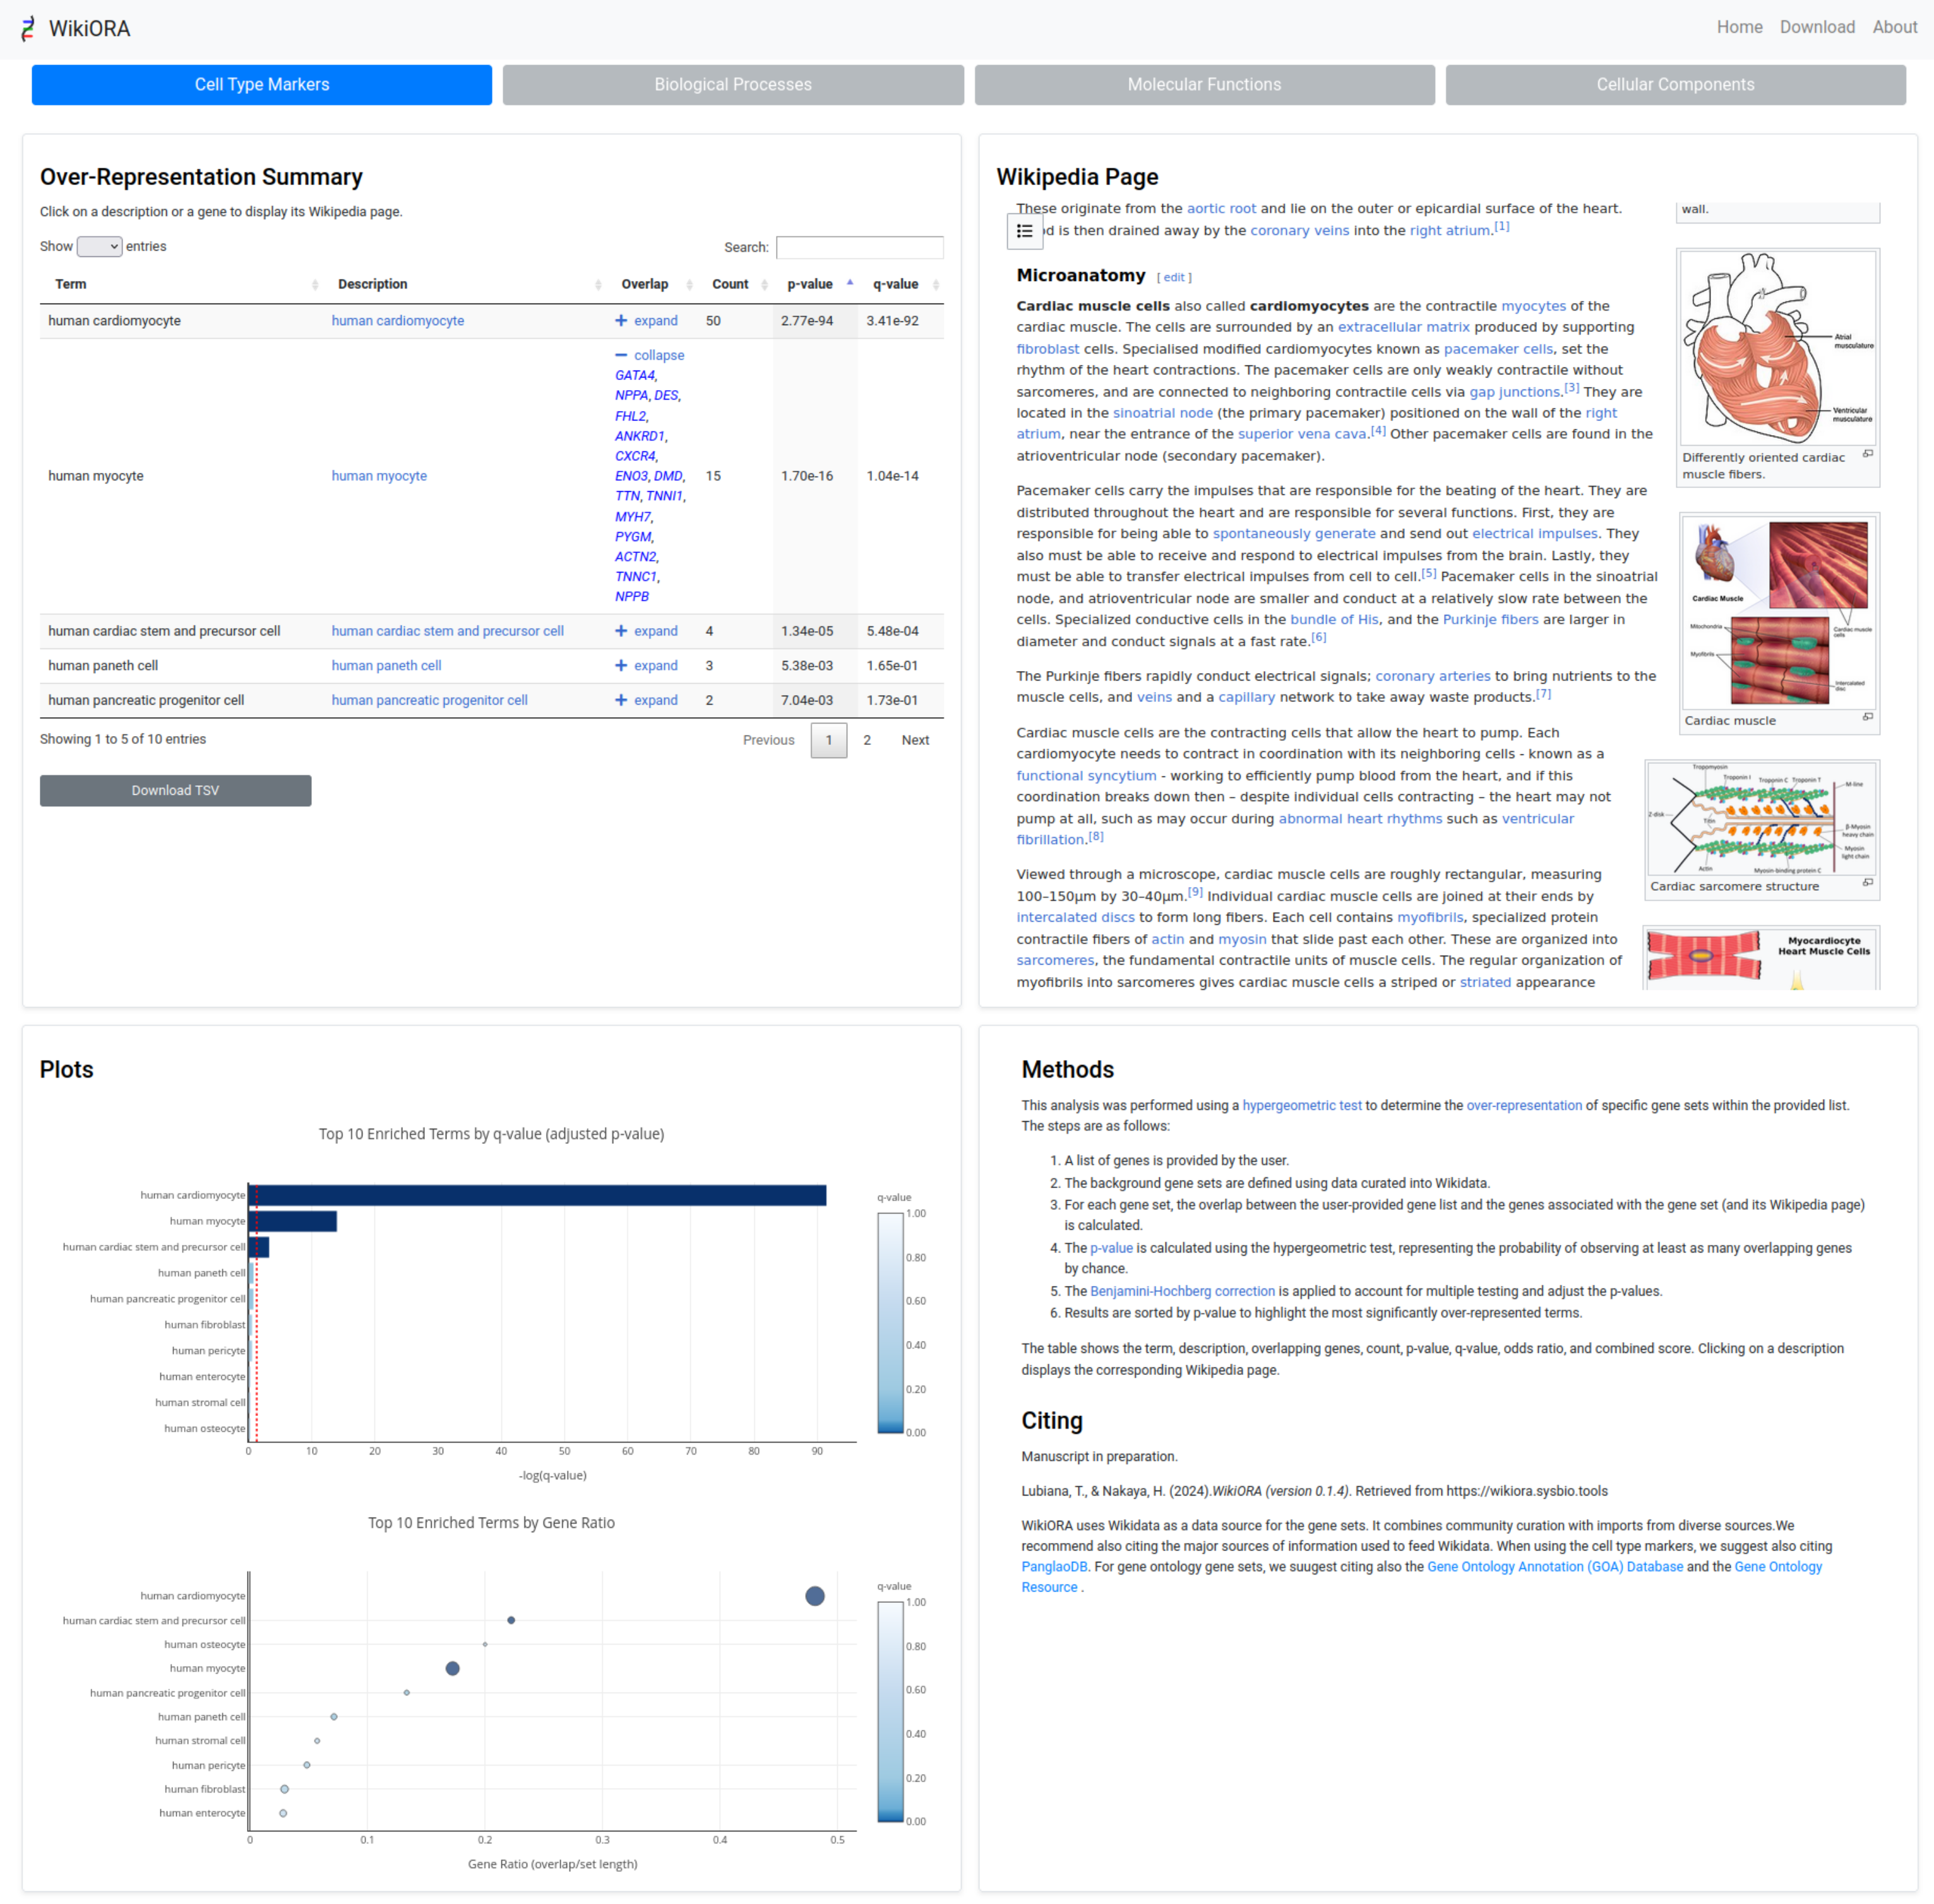 WikiORA
Home Download About
Cell Type Markers
Biological Processes
Molecular Functions
Cellular Components
Over-Representation Summary
Click on a description or a gene to display its Wikipedia page.
Show entries
Search:
Term Description Overlap Count p-value q-value
human cardiomyocyte human cardiomyocyte + expand 50 2.77e-94 3.41e-92
− collapse
GATA4,
NPPA, DES,
FHL2,
ANKRD1,
CXCR4,
human myocyte human myocyte ENO3, DMD, 15 1.70e-16 1.04e-14
TTN, TNNI1,
MYH7,
PYGM,
ACTN2,
TNNC1,
NPPB
human cardiac stem and precursor cell human cardiac stem and precursor cell + expand 4 1.34e-05 5.48e-04
human paneth cell human paneth cell + expand 3 5.38e-03 1.65e-01
human pancreatic progenitor cell human pancreatic progenitor cell + expand 2 7.04e-03 1.73e-01
Showing 1 to 5 of 10 entries
Previous 1 2 Next
Download TSV
Wikipedia Page
These originate from the aortic root and lie on the outer or epicardial surface of the heart.
d is then drained away by the coronary veins into the right atrium.[1]
Microanatomy [ edit ]
Cardiac muscle cells also called cardiomyocytes are the contractile myocytes of the
cardiac muscle. The cells are surrounded by an extracellular matrix produced by supporting
fibroblast cells. Specialised modified cardiomyocytes known as pacemaker cells, set the
rhythm of the heart contractions. The pacemaker cells are only weakly contractile without
sarcomeres, and are connected to neighboring contractile cells via gap junctions.[3] They are
located in the sinoatrial node (the primary pacemaker) positioned on the wall of the right
atrium, near the entrance of the superior vena cava.[4] Other pacemaker cells are found in the
atrioventricular node (secondary pacemaker).
Pacemaker cells carry the impulses that are responsible for the beating of the heart. They are
distributed throughout the heart and are responsible for several functions. First, they are
responsible for being able to spontaneously generate and send out electrical impulses. They
also must be able to receive and respond to electrical impulses from the brain. Lastly, they
must be able to transfer electrical impulses from cell to cell.[5] Pacemaker cells in the sinoatrial
node, and atrioventricular node are smaller and conduct at a relatively slow rate between the
cells. Specialized conductive cells in the bundle of His, and the Purkinje fibers are larger in
diameter and conduct signals at a fast rate.[6]
The Purkinje fibers rapidly conduct electrical signals; coronary arteries to bring nutrients to the
muscle cells, and veins and a capillary network to take away waste products.[7]
Cardiac muscle cells are the contracting cells that allow the heart to pump. Each
cardiomyocyte needs to contract in coordination with its neighboring cells - known as a
functional syncytium - working to efficiently pump blood from the heart, and if this
coordination breaks down then – despite individual cells contracting – the heart may not
pump at all, such as may occur during abnormal heart rhythms such as ventricular
fibrillation.[8]
Viewed through a microscope, cardiac muscle cells are roughly rectangular, measuring
100–150μm by 30–40μm.[9] Individual cardiac muscle cells are joined at their ends by
intercalated discs to form long fibers. Each cell contains myofibrils, specialized protein
contractile fibers of actin and myosin that slide past each other. These are organized into
sarcomeres, the fundamental contractile units of muscle cells. The regular organization of
myofibrils into sarcomeres gives cardiac muscle cells a striped or striated appearance
wall.
Atrial
musculature
Ventricular
musculature
Differently oriented cardiac
muscle fibers.
Cardiac Muscle
Mitochondria
Cardiac muscle
cells
Myofibrils
Intercalated
disc
Cardiac muscle
Tropomyosin
Troponin I Troponin C Troponin T
M-line
Z-disk
Titin
β-Myosin
heavy chain
Myosin
light chain
Actin
Myosin-binding protein C
Cardiac sarcomere structure
Myocardiocyte
Heart Muscle Cells
Plots
Top 10 Enriched Terms by q-value (adjusted p-value)
human cardiomyocyte
human myocyte
human cardiac stem and precursor cell
human paneth cell
human pancreatic progenitor cell
human fibroblast
human pericyte
human enterocyte
human stromal cell
human osteocyte
0 10 20 30 40 50 60 70 80 90
-log(q-value)
q-value
1.00
0.80
0.60
0.40
0.20
0.00
Top 10 Enriched Terms by Gene Ratio
human cardiomyocyte
human cardiac stem and precursor cell
human osteocyte
human myocyte
human pancreatic progenitor cell
human paneth cell
human stromal cell
human pericyte
human fibroblast
human enterocyte
0 0.1 0.2 0.3 0.4 0.5
Gene Ratio (overlap/set length)
q-value
1.00
0.80
0.60
0.40
0.20
0.00
Methods
This analysis was performed using a hypergeometric test to determine the over-representation of specific gene sets within the provided list.
The steps are as follows:
1. A list of genes is provided by the user.
2. The background gene sets are defined using data curated into Wikidata.
3. For each gene set, the overlap between the user-provided gene list and the genes associated with the gene set (and its Wikipedia page)
is calculated.
4. The p-value is calculated using the hypergeometric test, representing the probability of observing at least as many overlapping genes
by chance.
5. The Benjamini-Hochberg correction is applied to account for multiple testing and adjust the p-values.
6. Results are sorted by p-value to highlight the most significantly over-represented terms.
The table shows the term, description, overlapping genes, count, p-value, q-value, odds ratio, and combined score. Clicking on a description
displays the corresponding Wikipedia page.
Citing
Manuscript in preparation.
Lubiana, T., & Nakaya, H. (2024).WikiORA (version 0.1.4). Retrieved from https://wikiora.sysbio.tools
WikiORA uses Wikidata as a data source for the gene sets. It combines community curation with imports from diverse sources.We
recommend also citing the major sources of information used to feed Wikidata. When using the cell type markers, we suggest also citing
PanglaoDB. For gene ontology gene sets, we suugest citing also the Gene Ontology Annotation (GOA) Database and the Gene Ontology
Resource .